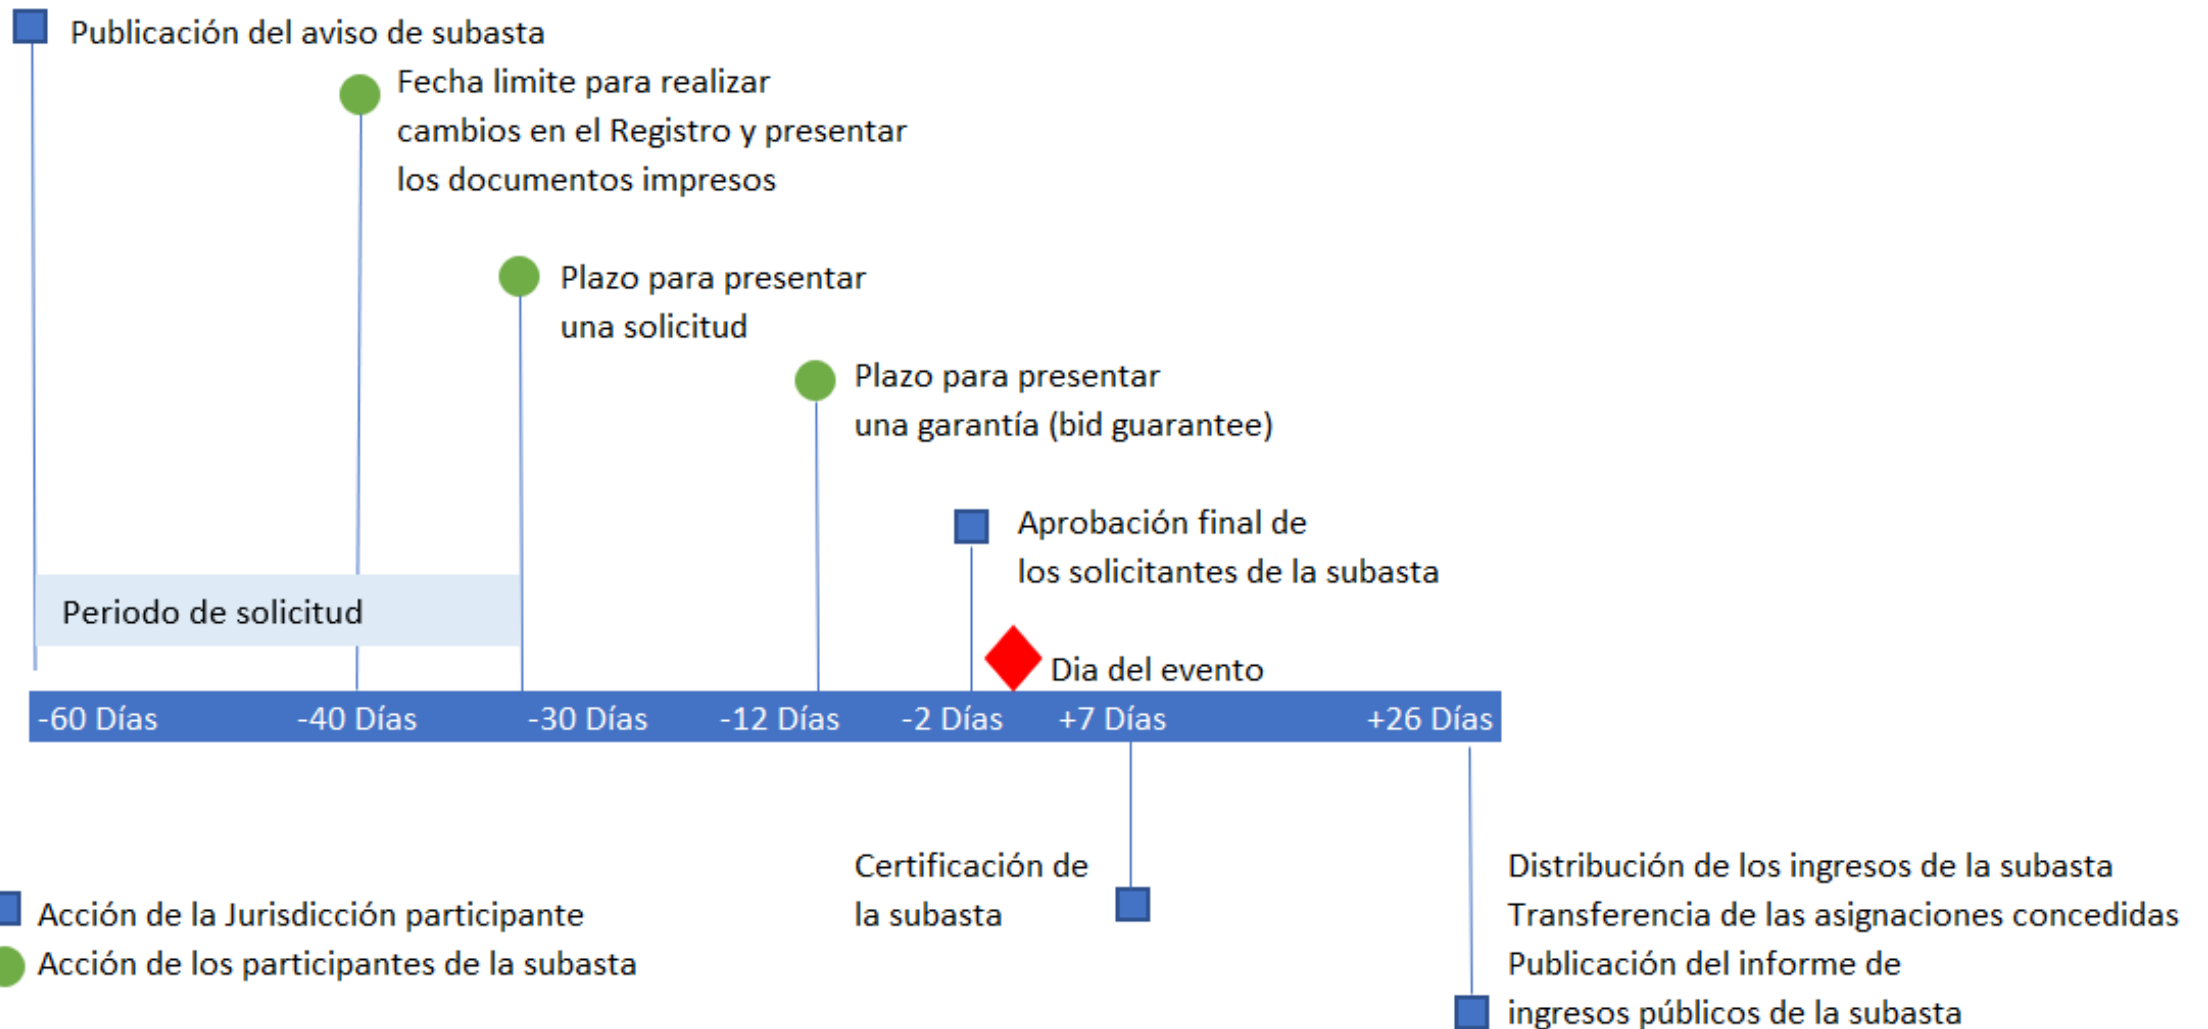 Publicación del aviso de subasta
Fecha limite para realizar
cambios en el Registro y presentar
los documentos impresos
Plazo para presentar
una solicitud
Plazo para presentar
una garantía (bid guarantee)
Aprobación final de
los solicitantes de la subasta
Periodo de solicitud
Dia del evento
-60 Días -40 Días -30 Días -12 Días -2 Días +7 Días +26 Días
Certificación de
la subasta
Acción de la Jurisdicción participante
Acción de los participantes de la subasta
Distribución de los ingresos de la subasta
Transferencia de las asignaciones concedidas
Publicación del informe de
ingresos públicos de la subasta